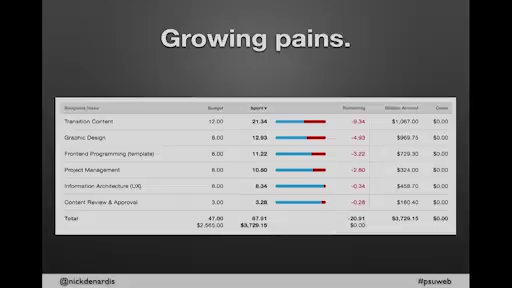 Growing pains.
Budget Spent ▾ Remaining Billable Amount Costs
Transition Content 12.00 21.34 -9.34 $1,067.00 $0.00
Graphic Design 8.00 12.93 -4.93 $969.75 $0.00
Frontend Programming (template) 8.00 11.22 -3.22 $729.30 $0.00
Project Management 8.00 10.80 -2.80 $324.00 $0.00
Information Architecture (UX) 8.00 8.34 -0.34 $458.70 $0.00
Content Review & Approval 3.00 3.28 -0.28 $180.40 $0.00
Total 47.00 67.91 -20.91 $3,729.15 $0.00
$3,729.15 $0.00
@nickdenardis #psuweb